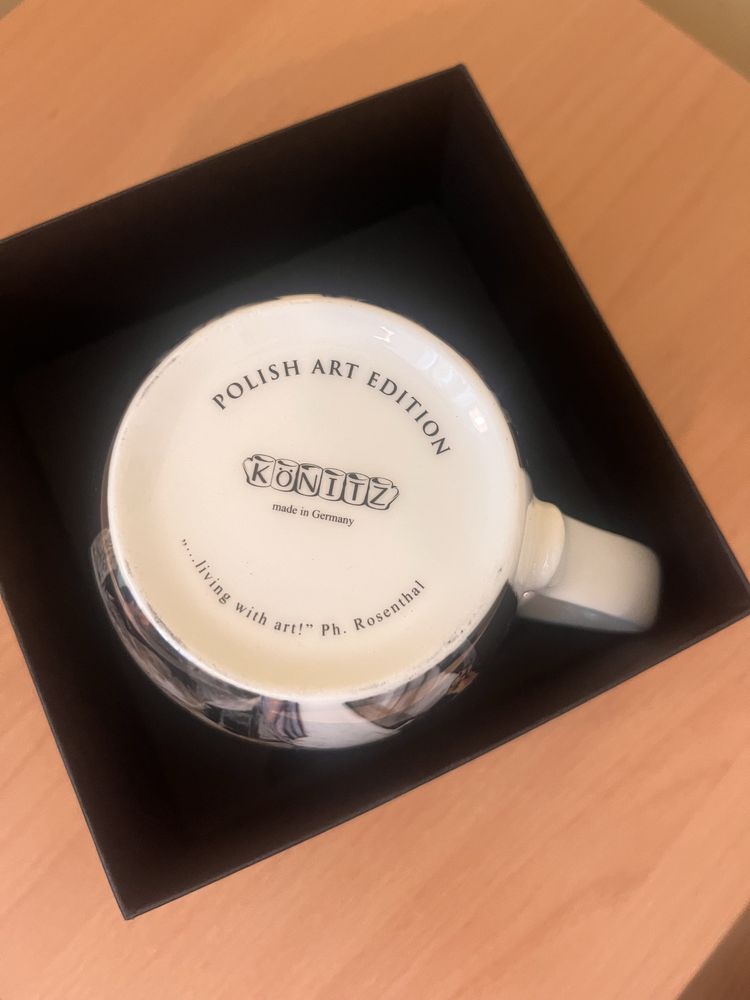 POLISH ART EDITION
KÖNITZ
made in Germany
"...living with art!” Ph. Rosenthal